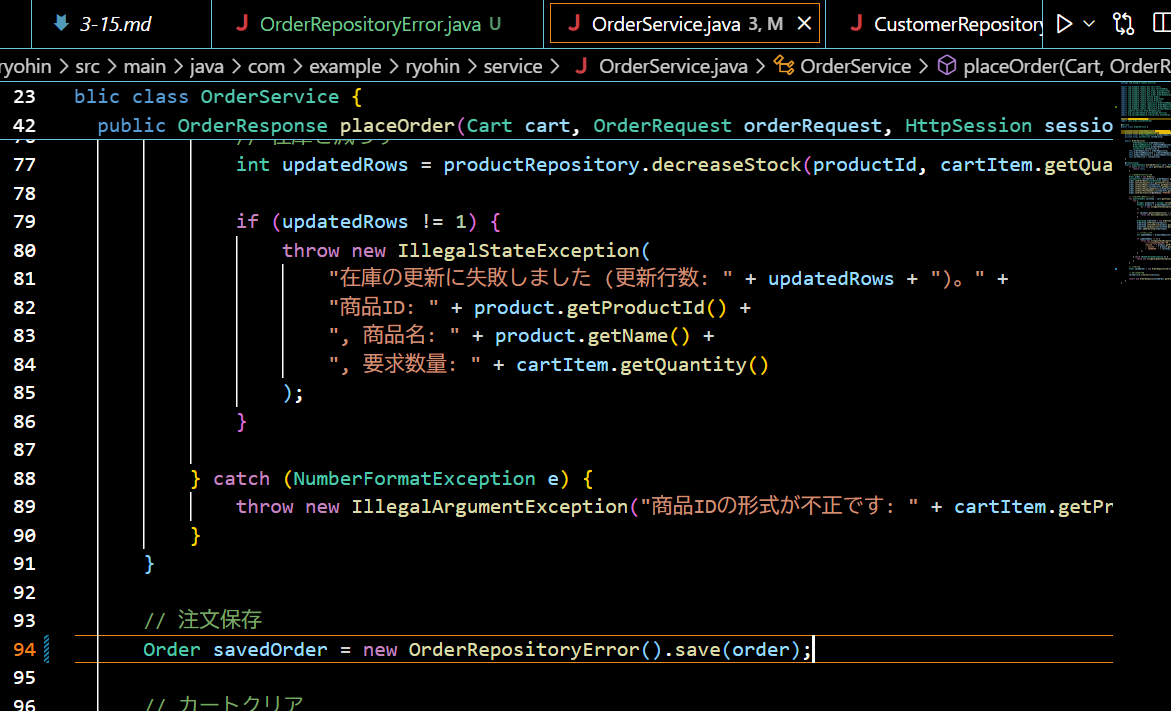 3-15.md
OrderRepositoryError.java U
OrderService.java 3, M
CustomerRepository
ryohin > src > main > java > com > example > ryohin > service > OrderService.java > OrderService > placeOrder(Cart, OrderR
23 blic class OrderService {
42 public OrderResponse placeOrder(Cart cart, OrderRequest orderRequest, HttpSession sessio
// 在庫を減らす
77 int updatedRows = productRepository.decreaseStock(productId, cartItem.getQua
78
79 if (updatedRows != 1) {
80 throw new IllegalStateException(
81 "在庫の更新に失敗しました (更新行数: " + updatedRows + ")。" +
82 "商品ID: " + product.getProductId() +
83 ", 商品名: " + product.getName() +
84 ", 要求数量: " + cartItem.getQuantity()
85 );
86 }
87
88 } catch (NumberFormatException e) {
89 throw new IllegalArgumentException("商品IDの形式が不正です: " + cartItem.getPr
90 }
91 }
92
93 // 注文保存
94 Order savedOrder = new OrderRepositoryError().save(order);
95
96 // カートクリア